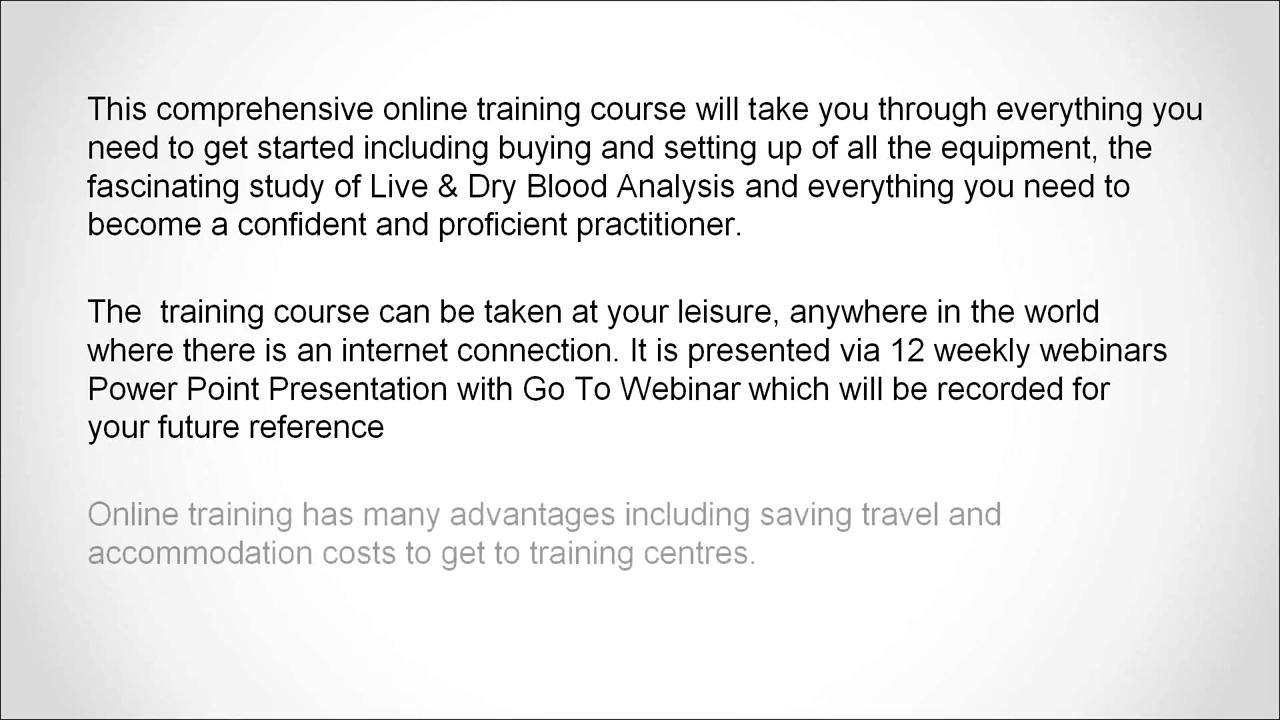 This comprehensive online training course will take you through everything you
need to get started including buying and setting up of all the equipment, the
fascinating study of Live & Dry Blood Analysis and everything you need to
become a confident and proficient practitioner.
The  training course can be taken at your leisure, anywhere in the world
where there is an internet connection. It is presented via 12 weekly webinars
Power Point Presentation with Go To Webinar which will be recorded for
your future reference
Online training has many advantages including saving travel and
accommodation costs to get to training centres.